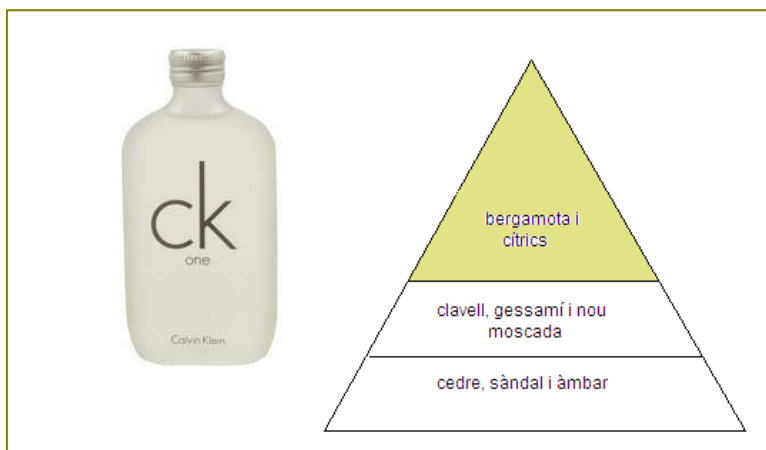 ck
one
Calvin Klein
bergamota i
cítrics
clavell, gessamí i nou
moscada
cedre, sàndal i àmbar